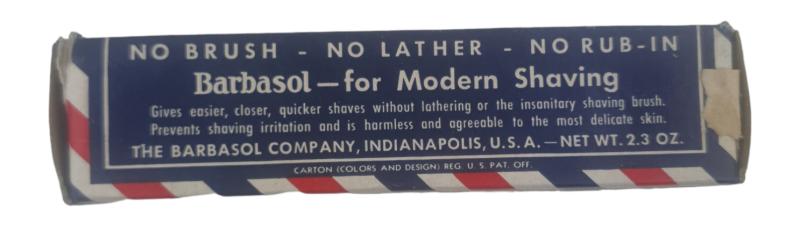 NO BRUSH - NO LATHER - NO RUB-IN
Barbasol—for Modern Shaving
Gives easier, closer, quicker shaves without lathering or the insanitary shaving brush.
Prevents shaving irritation and is harmless and agreeable to the most delicate skin.
THE BARBASOL COMPANY, INDIANAPOLIS, U.S.A.—NET WT. 2.3 OZ.
CARTON (COLORS AND DESIGN) REG. U. S. PAT. OFF.